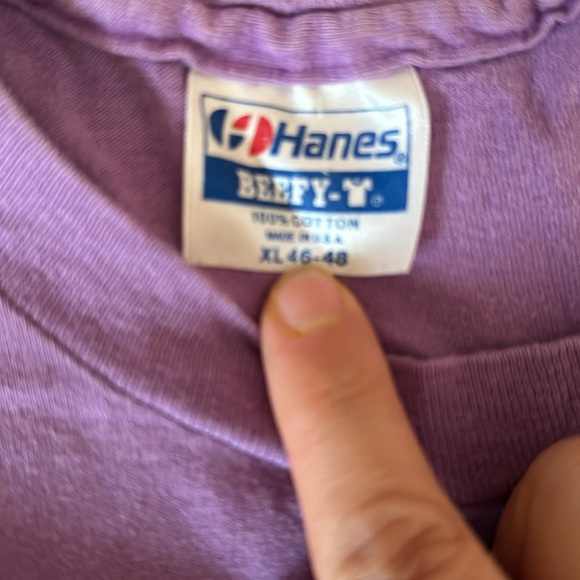 Hanes®
BEEFY-T®
100% COTTON
MADE IN U.S.A.
XL 46-48